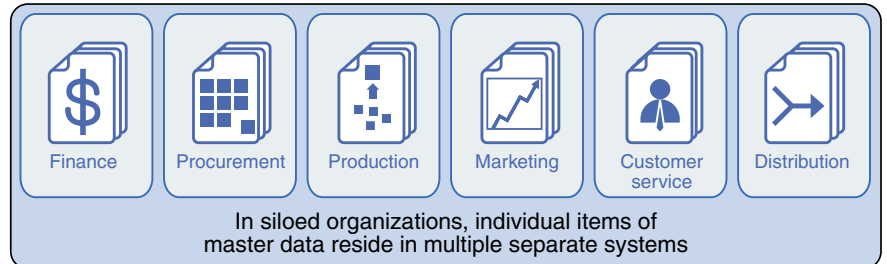 $
Finance
Procurement
Production
Marketing
Customer
service
Distribution
In siloed organizations, individual items of
master data reside in multiple separate systems